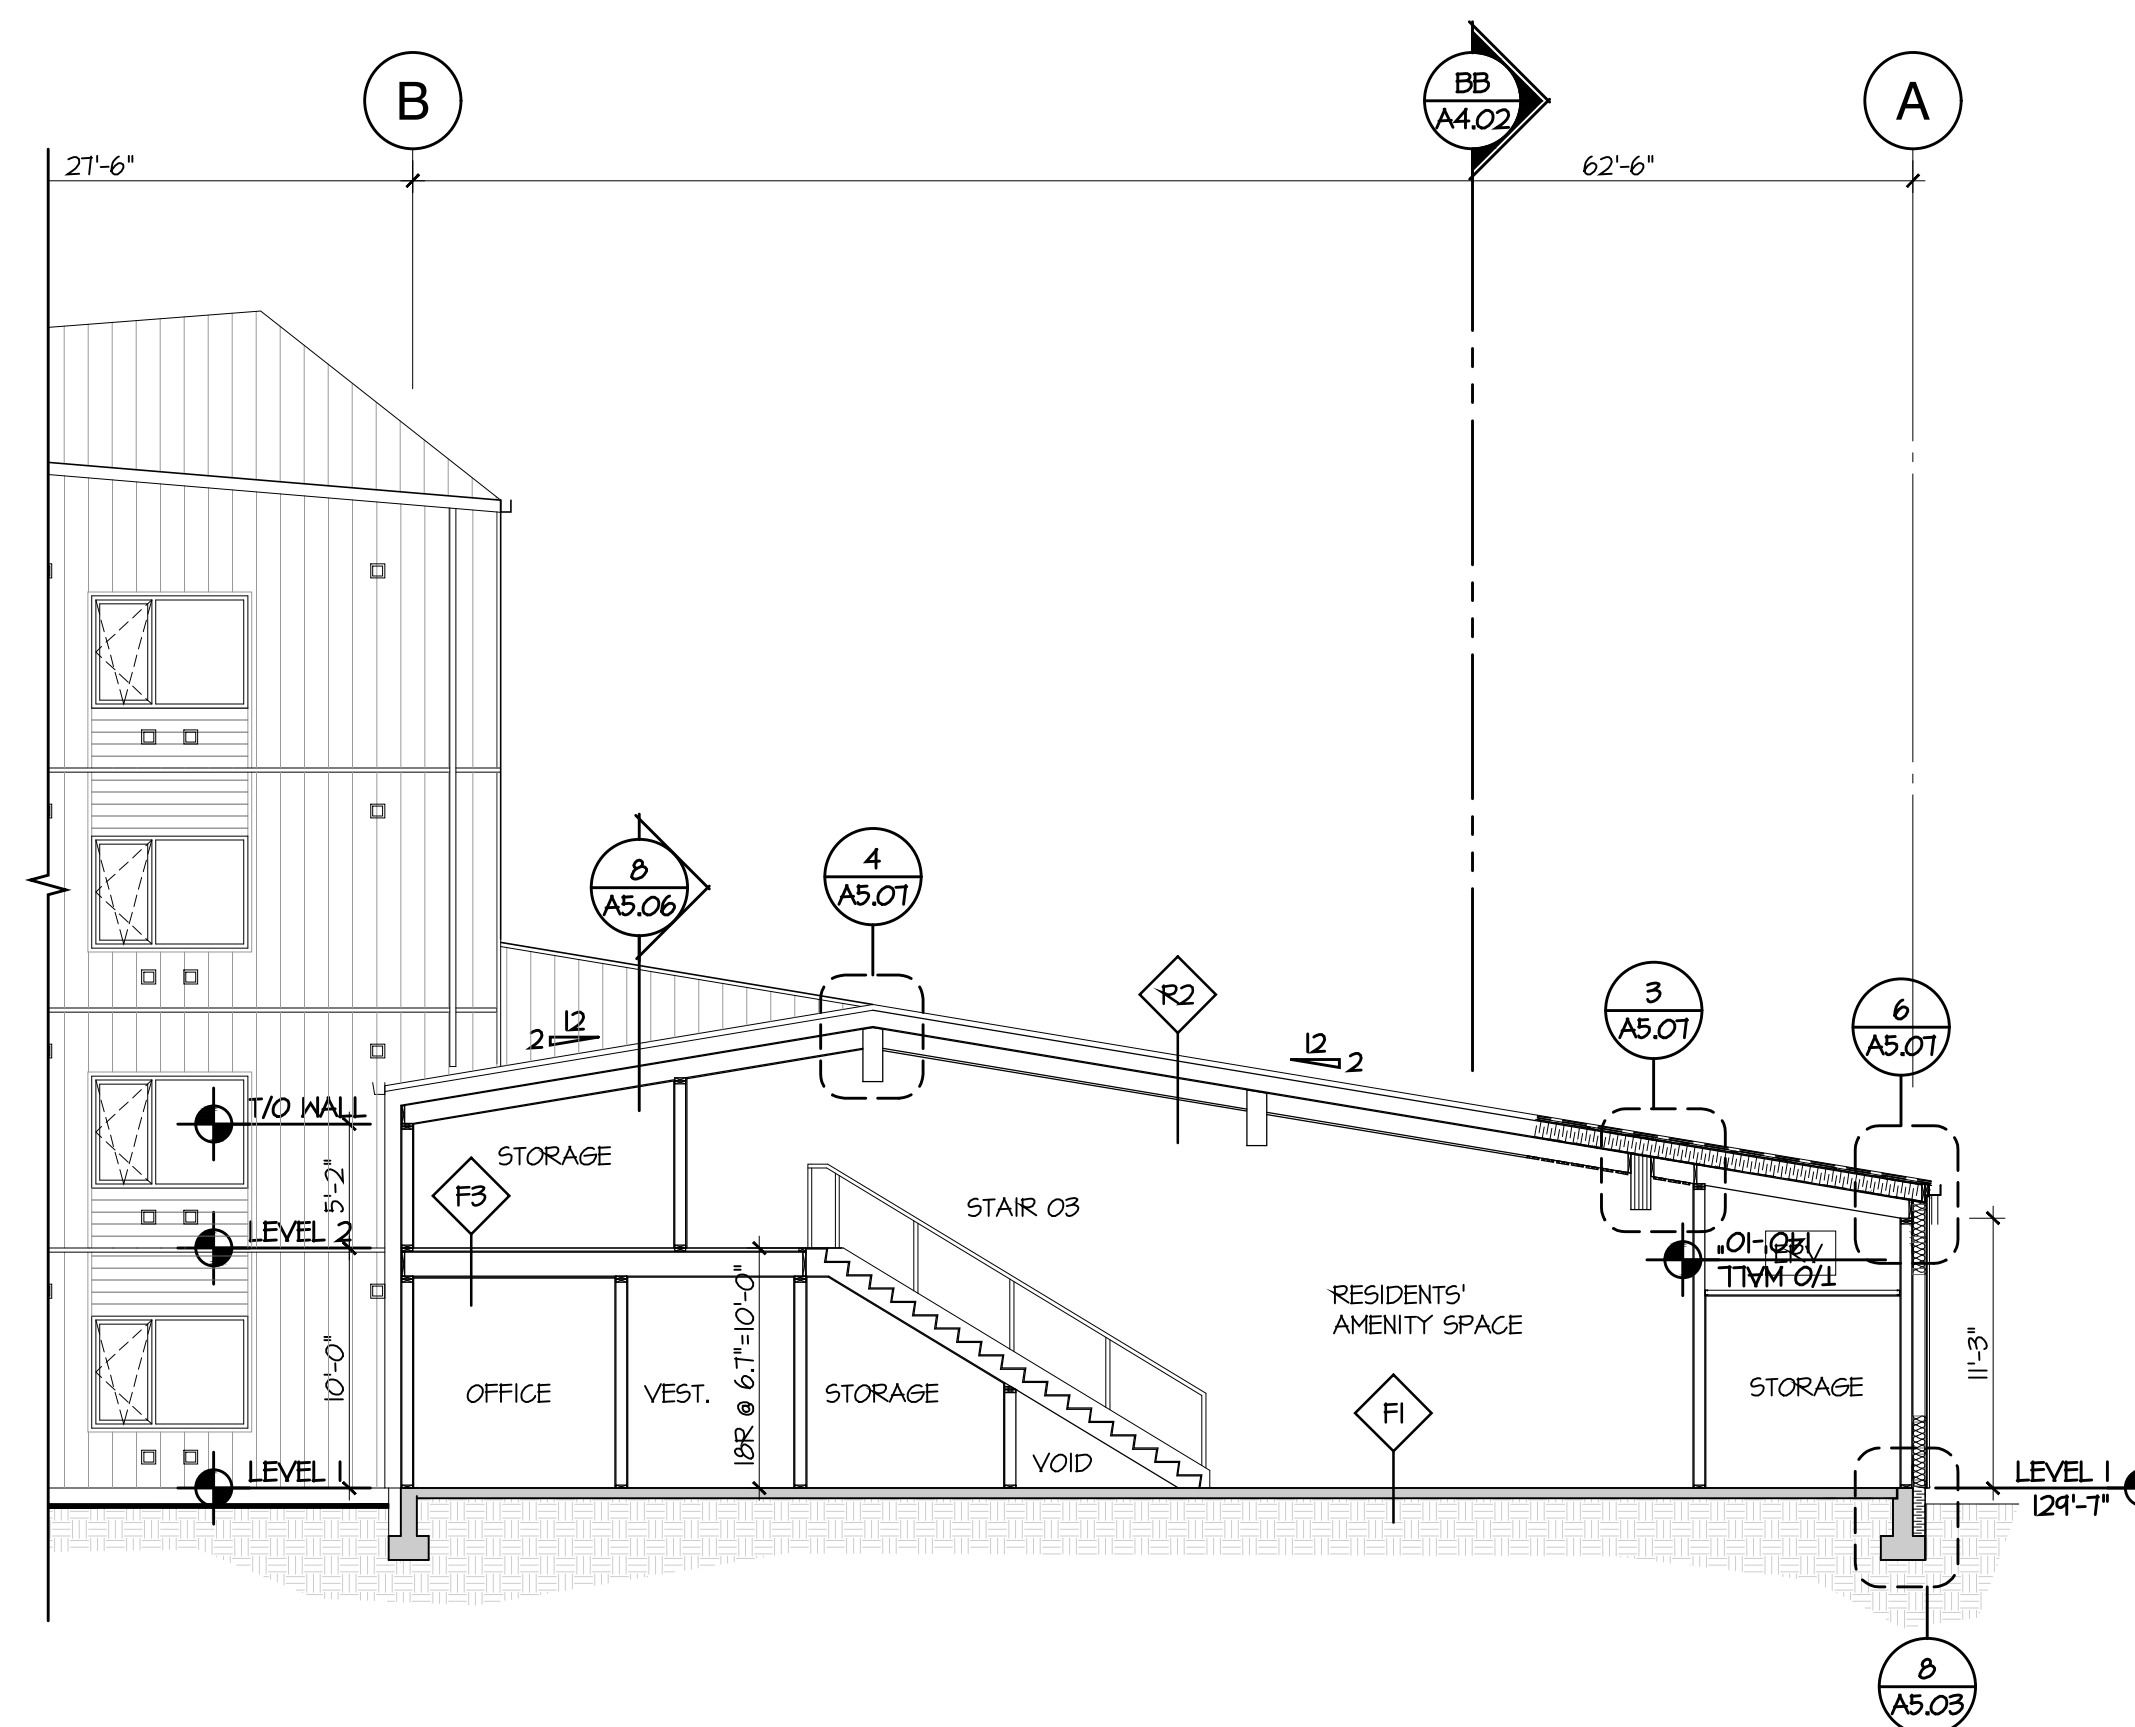 B
BB
A4.02
A
27'-6"
62'-6"
8
A5.06
4
A5.07
R2
3
A5.07
6
A5.07
12
2
12
2
T/O WALL
STORAGE
F3
5'-2"
STAIR 03
LEVEL 2
140'-10"
T/O WALL
ERV
RESIDENTS'
AMENITY SPACE
10'-0"
18R @ 6.7"=10'-0"
11'-3"
OFFICE
VEST.
STORAGE
F1
STORAGE
VOID
LEVEL 1
LEVEL 1
129'-7"
8
A5.03